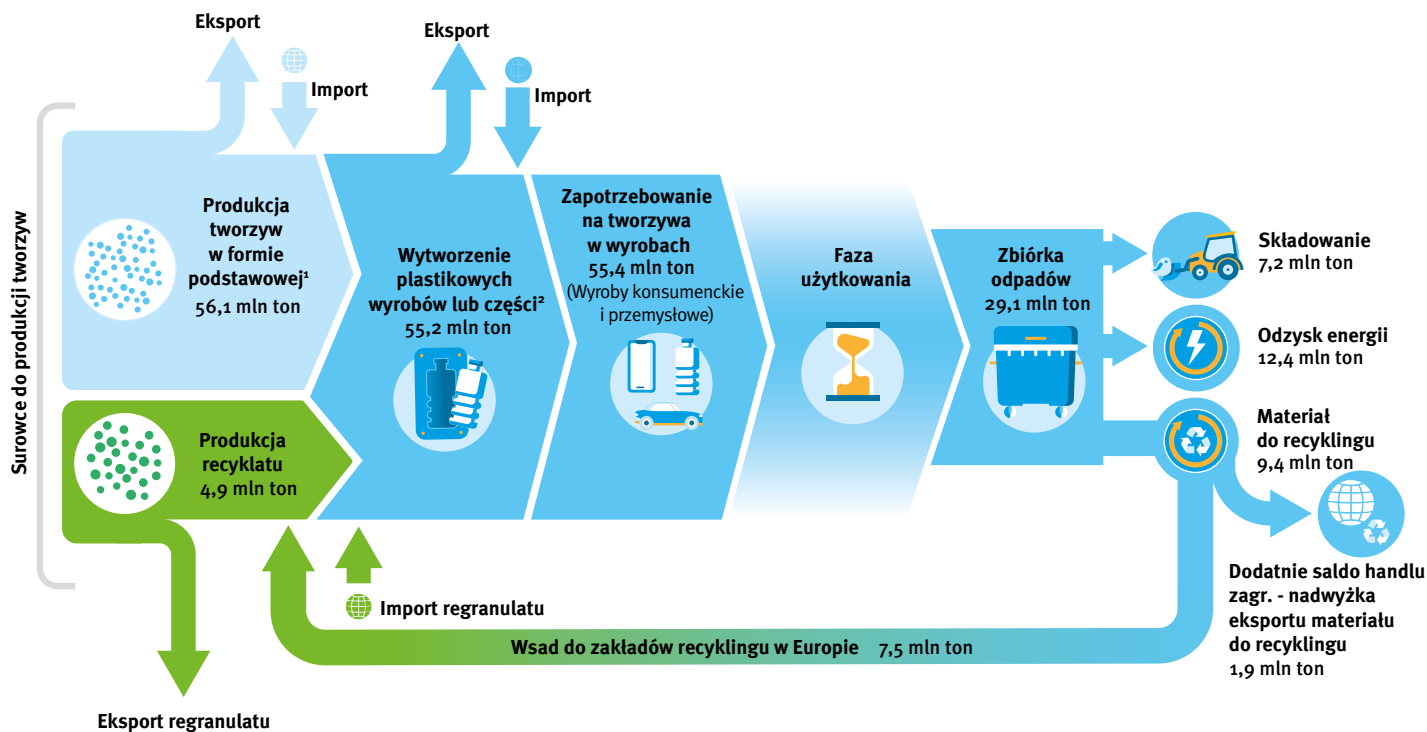 Eksport
Import
Eksport
Import
Surowce do produkcji tworzyw
Produkcja
tworzyw
w formie
podstawowej¹
56,1 mln ton
Wytworzenie
plastikowych
wyrobów lub części²
55,2 mln ton
Zapotrzebowanie
na tworzywa
w wyrobach
55,4 mln ton
(Wyroby konsumenckie
i przemysłowe)
Faza
użytkowania
Zbiórka
odpadów
29,1 mln ton
Składowanie
7,2 mln ton
Odzysk energii
12,4 mln ton
Materiał
do recyklingu
9,4 mln ton
Produkcja
recyklatu
4,9 mln ton
Dodatnie saldo handlu
zagr. - nadwyżka
eksportu materiału
do recyklingu
1,9 mln ton
Import regranulatu
Wsad do zakładów recyklingu w Europie 7,5 mln ton
Eksport regranulatu